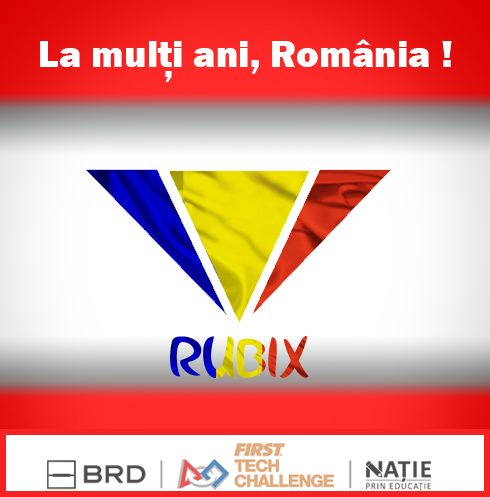 La mulți ani, România !
RUBIX
BRD
FIRST
TECH
CHALLENGE
NAȚIE
PRIN EDUCAȚIE